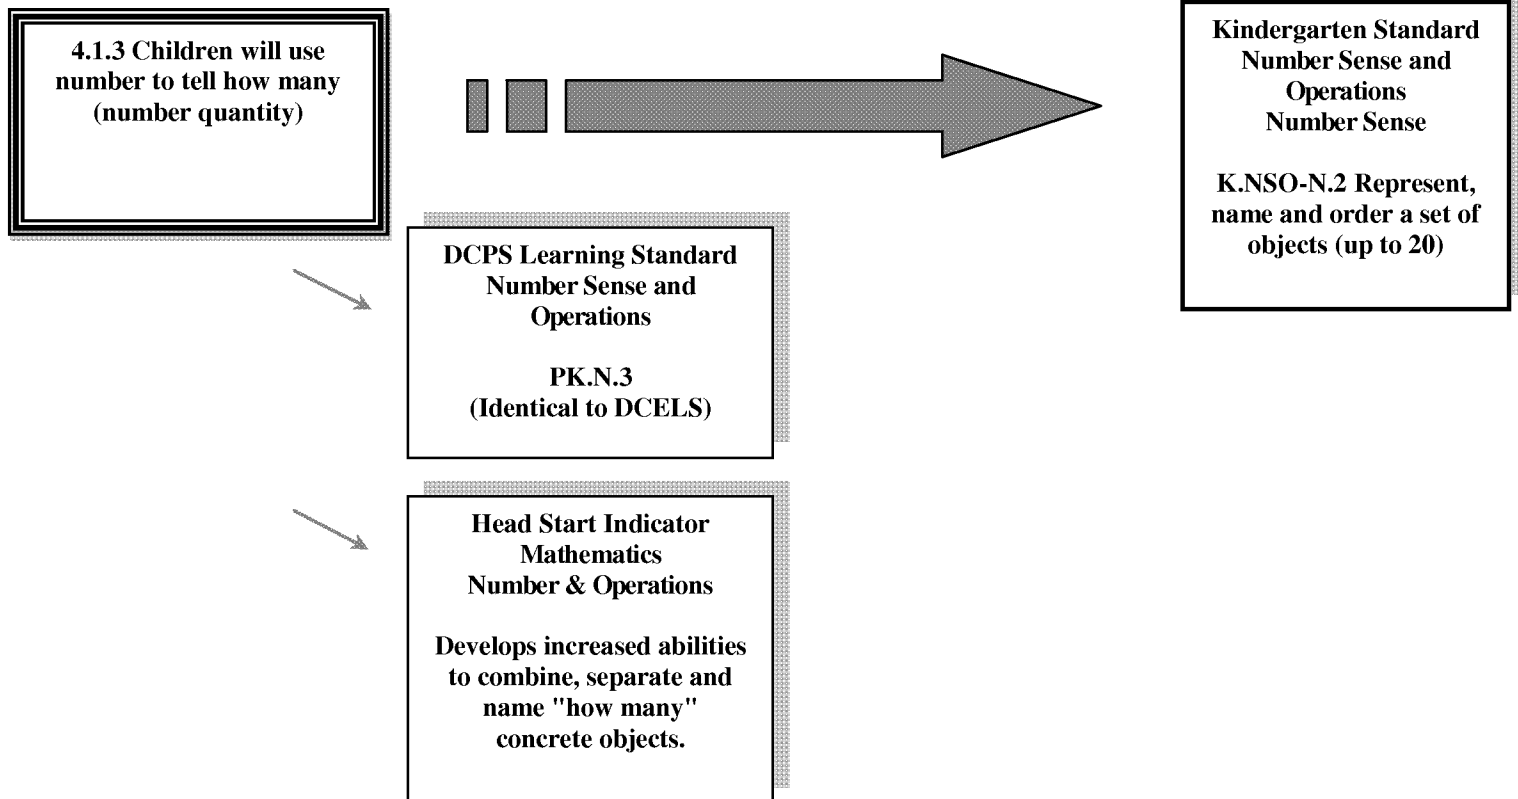 4.1.3 Children will use
number to tell how many
(number quantity)
Kindergarten Standard
Number Sense and
Operations
Number Sense
K.NSO-N.2 Represent,
name and order a set of
objects (up to 20)
DCPS Learning Standard
Number Sense and
Operations
PK.N.3
(Identical to DCELS)
Head Start Indicator
Mathematics
Number & Operations
Develops increased abilities
to combine, separate and
name "how many"
concrete objects.